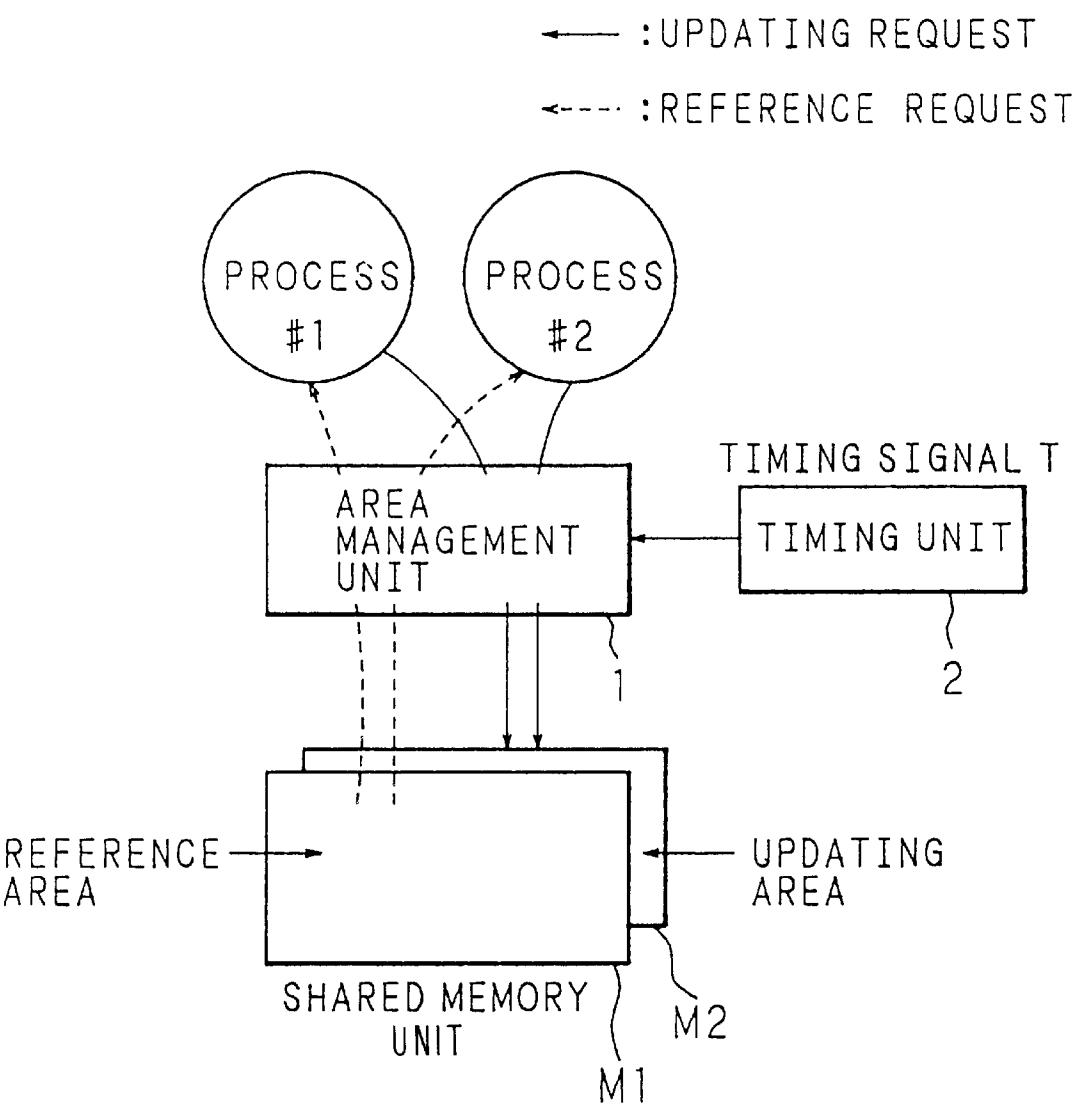 :UPDATING REQUEST
:REFERENCE REQUEST
PROCESS
#1
PROCESS
#2
TIMING SIGNAL T
AREA
MANAGEMENT
UNIT
TIMING UNIT
1
2
REFERENCE
AREA
UPDATING
AREA
SHARED MEMORY
UNIT
M2
M1